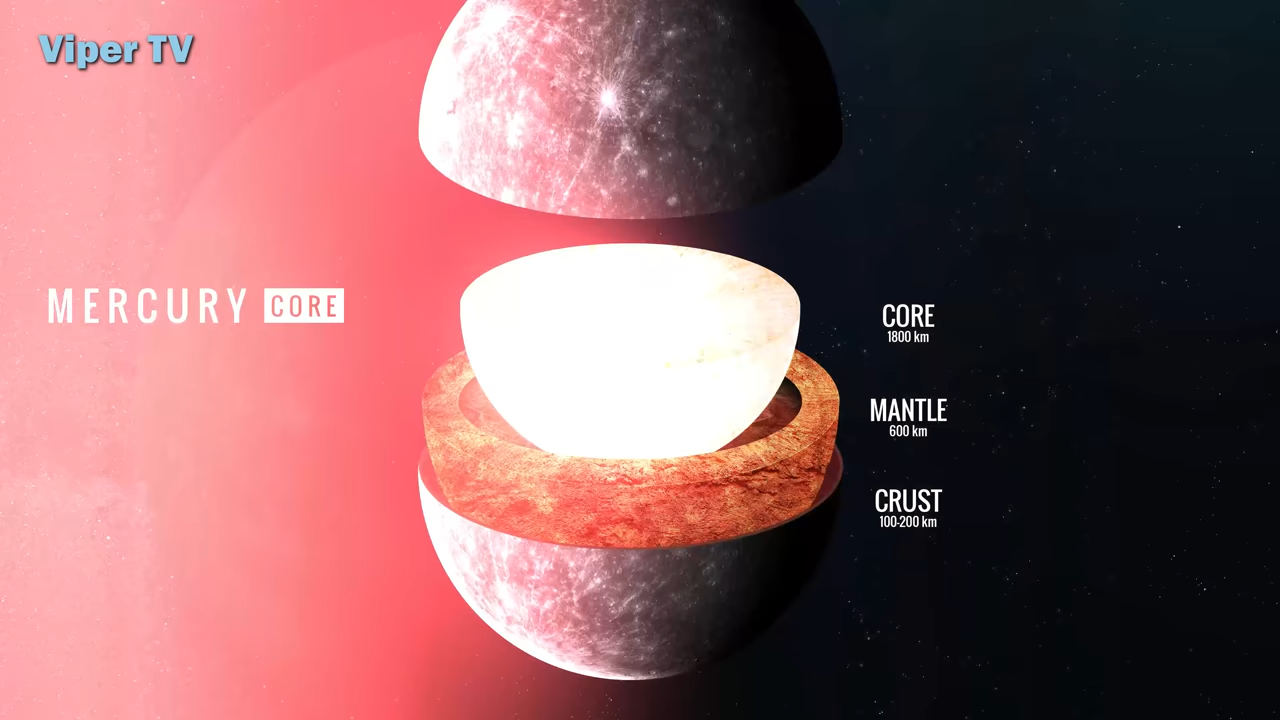 Viper TV
MERCURY CORE
CORE
1800 km
MANTLE
600 km
CRUST
100-200 km